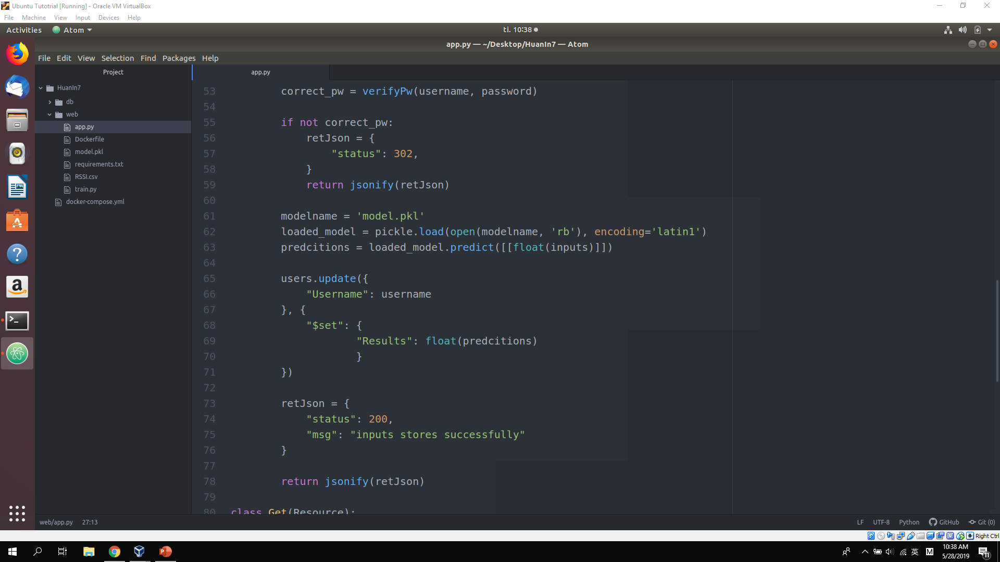 Ubuntu Tutotrial [Running] - Oracle VM VirtualBox
File Machine View Input Devices Help
Activities Atom ti. 10:38
app.py — ~/Desktop/HuanIn7 — Atom
File Edit View Selection Find Packages Help
Project
HuanIn7
db
web
app.py
Dockerfile
model.pkl
requirements.txt
RSSI.csv
train.py
docker-compose.yml
app.py
53 correct_pw = verifyPw(username, password)
54
55 if not correct_pw:
56 retJson = {
57 "status": 302,
58 }
59 return jsonify(retJson)
60
61 modelname = 'model.pkl'
62 loaded_model = pickle.load(open(modelname, 'rb'), encoding='latin1')
63 predcitions = loaded_model.predict([[float(inputs)]])
64
65 users.update({
66 "Username": username
67 }, {
68 "$set": {
69 "Results": float(predcitions)
70 }
71 })
72
73 retJson = {
74 "status": 200,
75 "msg": "inputs stores successfully"
76 }
77
78 return jsonify(retJson)
79
80 class Get(Resource):
web/app.py 27:13 LF UTF-8 Python GitHub Git (0)
Right Ctrl
英 M 10:38 AM
5/28/2019
11